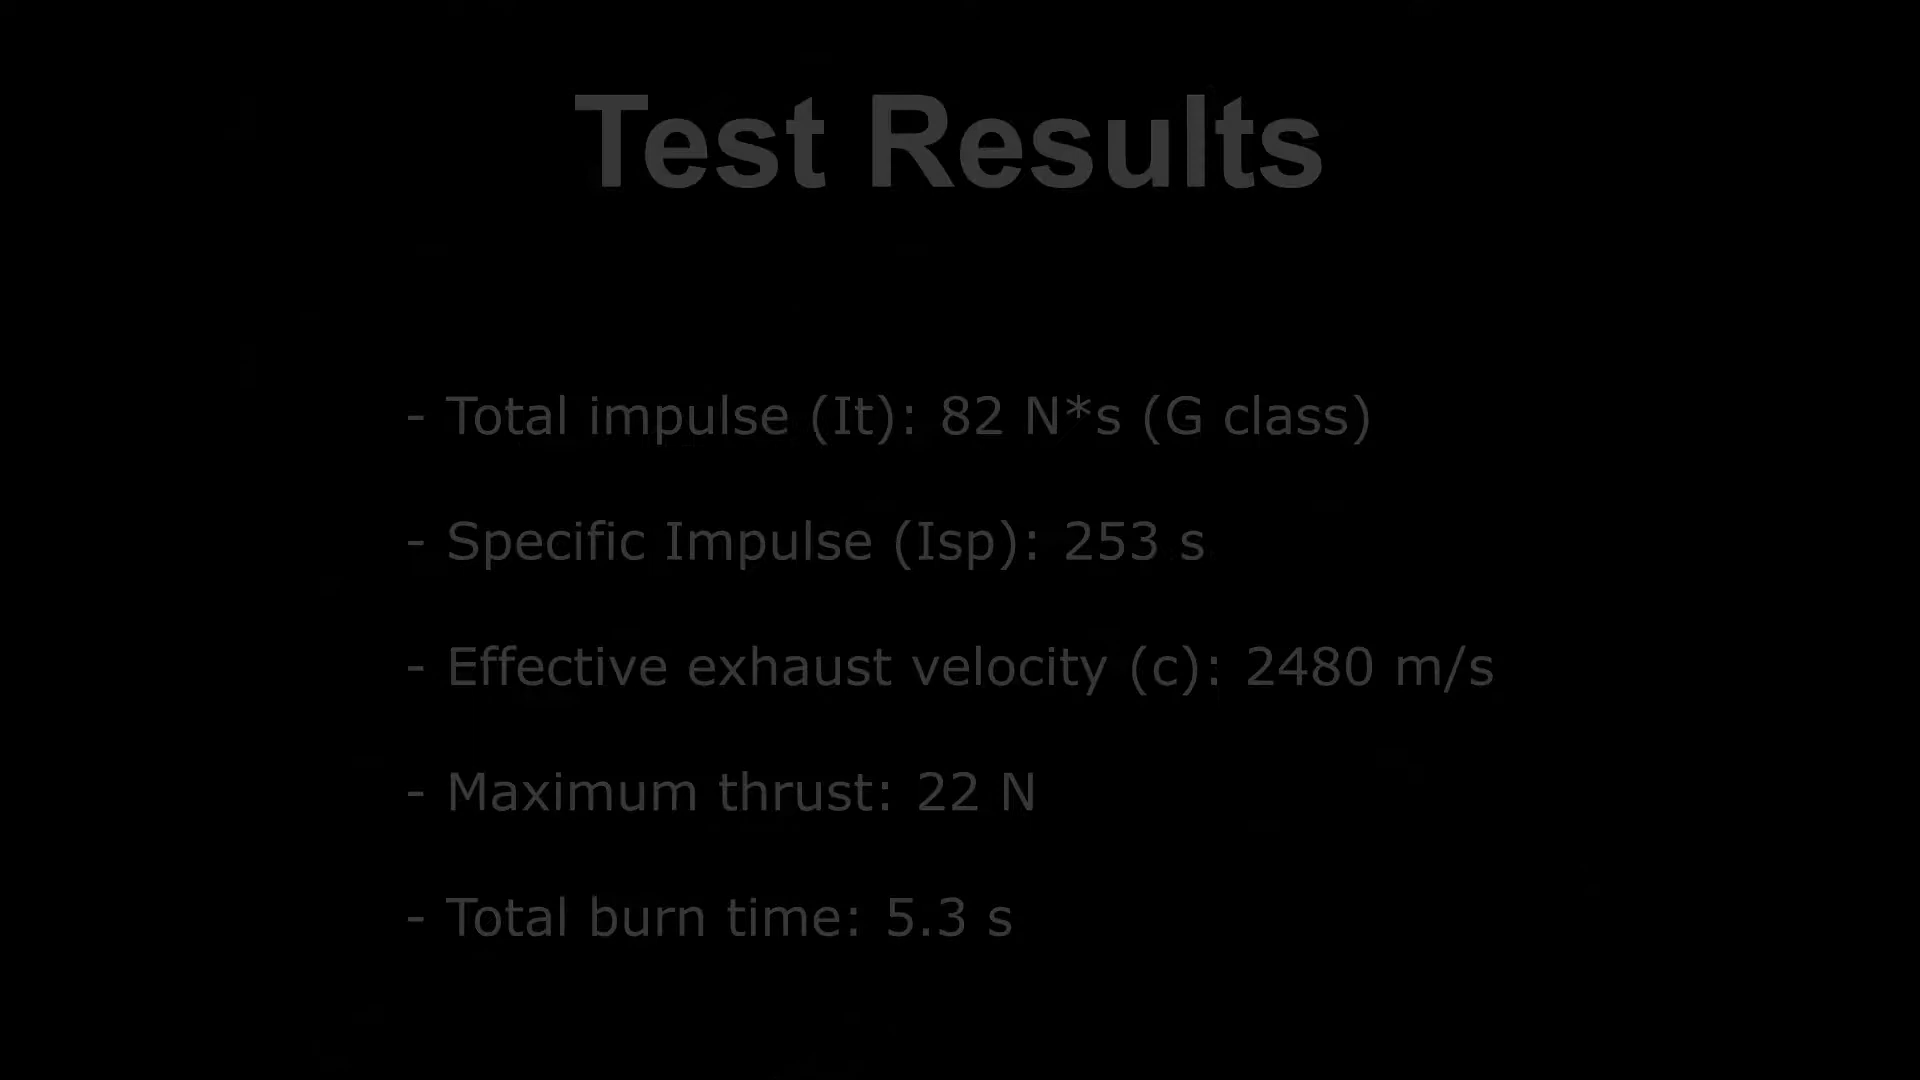 Test Results
- Total impulse (It): 82 N*s (G class)
- Specific Impulse (Isp): 253 s
- Effective exhaust velocity (c): 2480 m/s
- Maximum thrust: 22 N
- Total burn time: 5.3 s